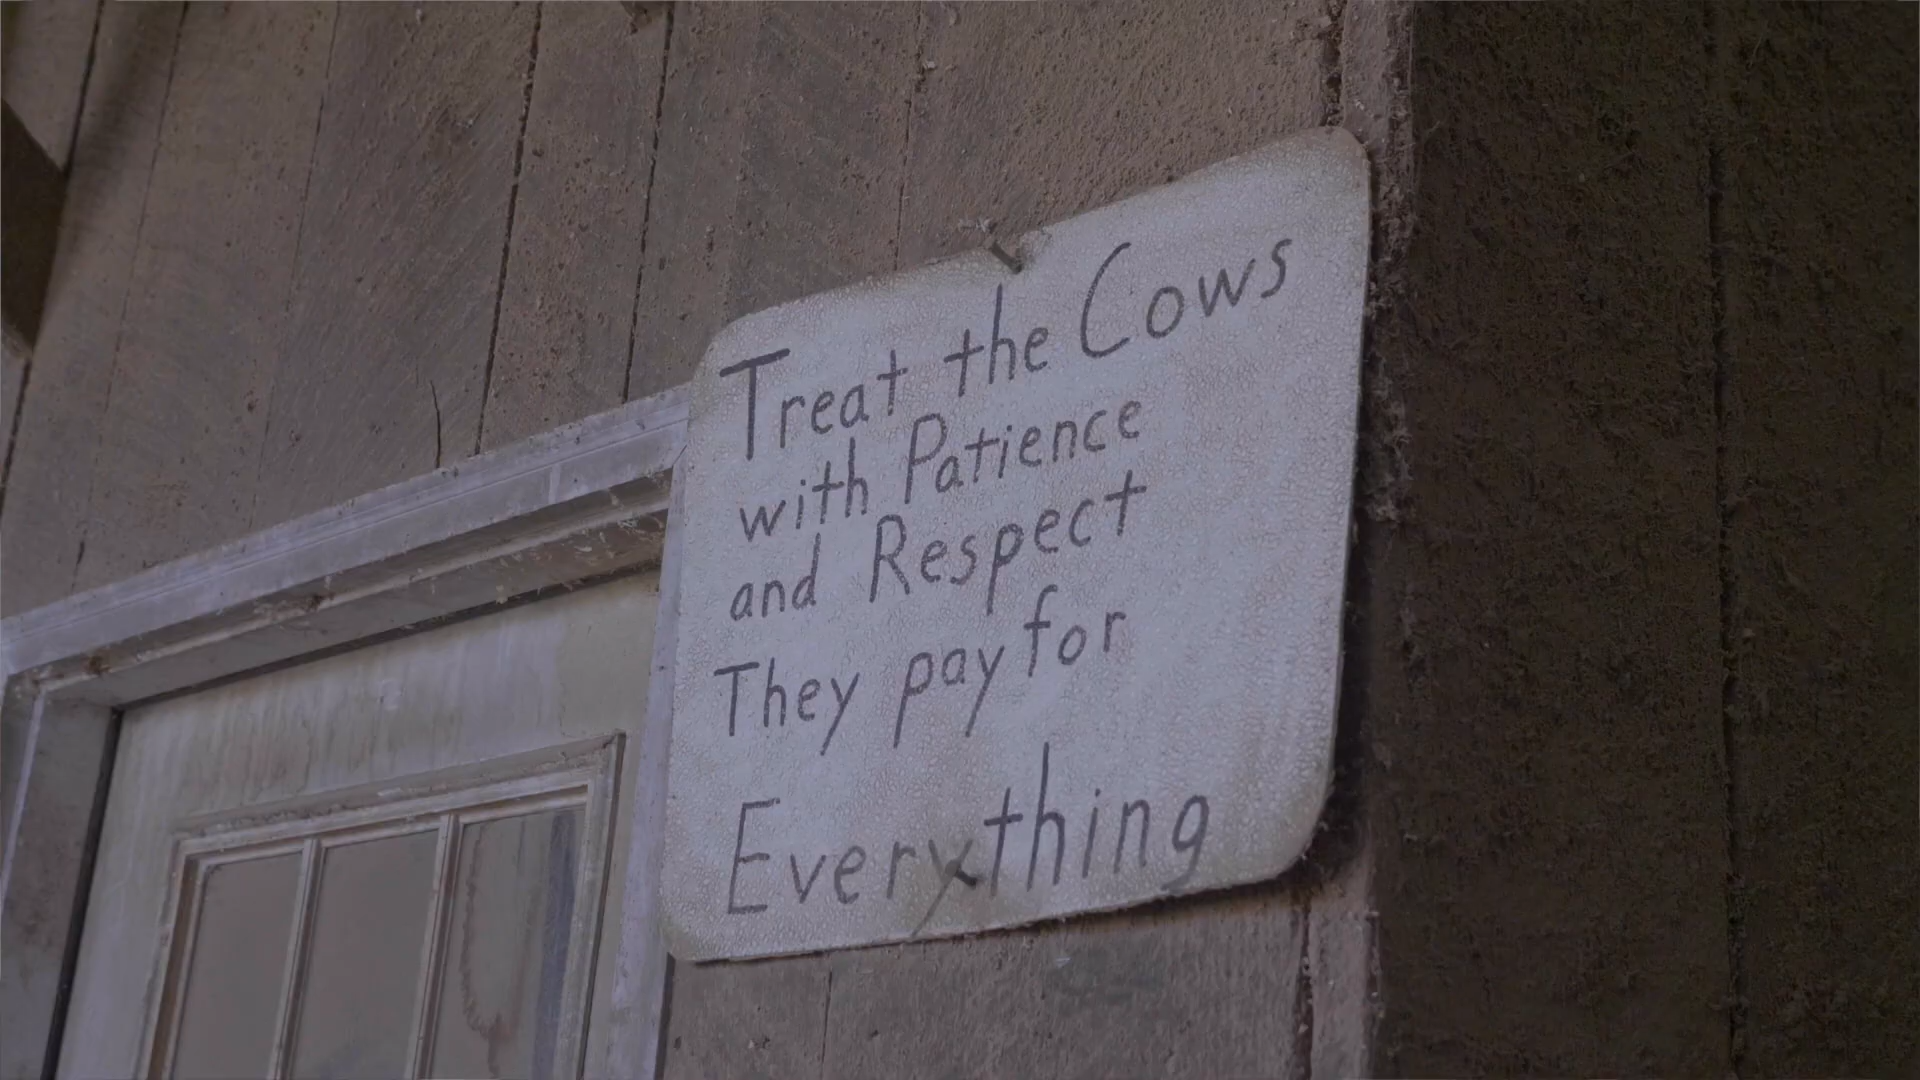 Treat the Cows
with Patience
and Respect
They pay for
Everything